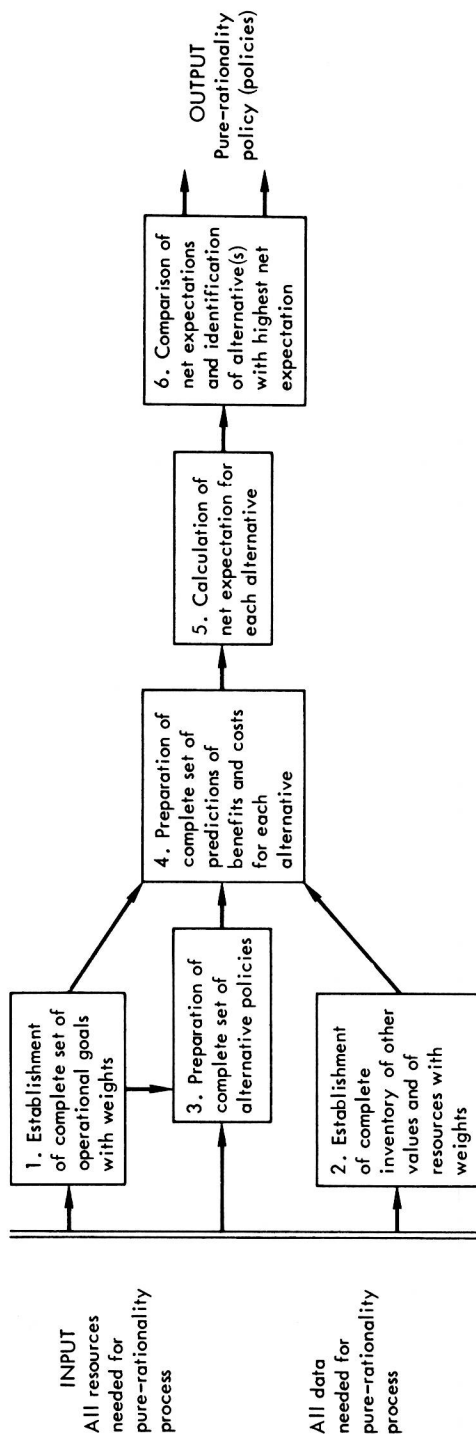 INPUT
All resources
needed for
pure-rationality
process
All data
needed for
pure-rationality
process
1. Establishment
of complete set of
operational goals
with weights
3. Preparation of
complete set of
alternative policies
2. Establishment
of complete
inventory of other
values and of
resources with
weights
4. Preparation of
complete set of
predictions of
benefits and costs
for each
alternative
5. Calculation of
net expectation for
each alternative
6. Comparison of
net expectations
and identification
of alternative(s)
with highest net
expectation
OUTPUT
Pure-rationality
policy (policies)